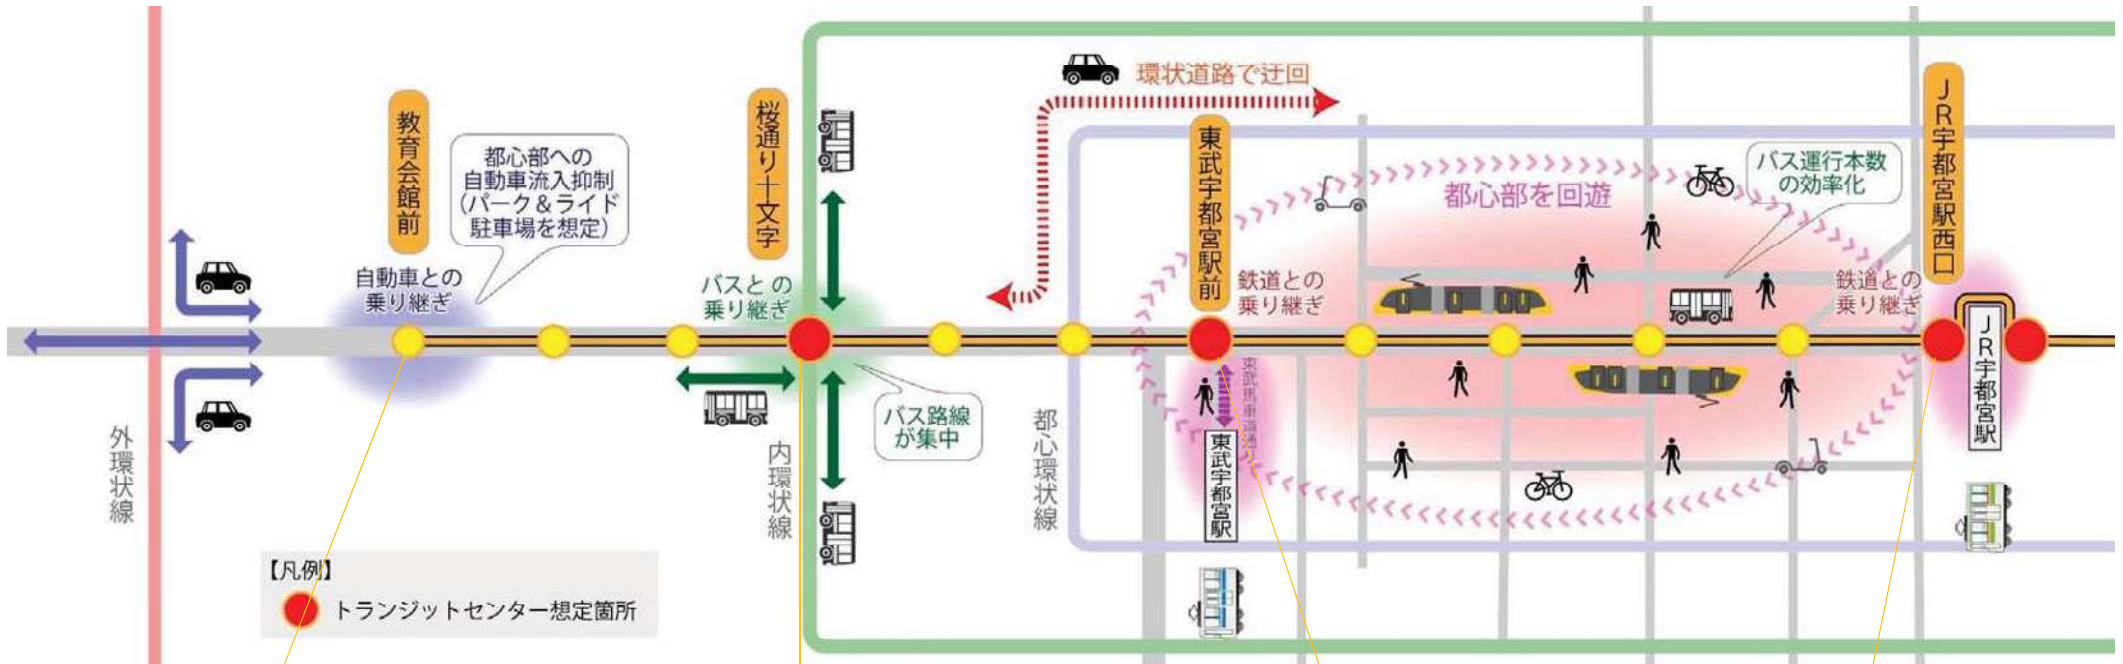 環状道路で迂回
教育会館前
都心部への
自動車流入抑制
(パーク＆ライド
駐車場を想定)
桜通り十文字
東武宇都宮駅前
JR宇都宮駅西口
バス運行本数
の効率化
都心部を回遊
自動車との
乗り継ぎ
バスとの
乗り継ぎ
鉄道との
乗り継ぎ
鉄道との
乗り継ぎ
JR宇都宮駅
東武馬車道通り
バス路線
が集中
外環状線
内環状線
都心環状線
東武宇都宮駅
【凡例】
トランジットセンター想定箇所